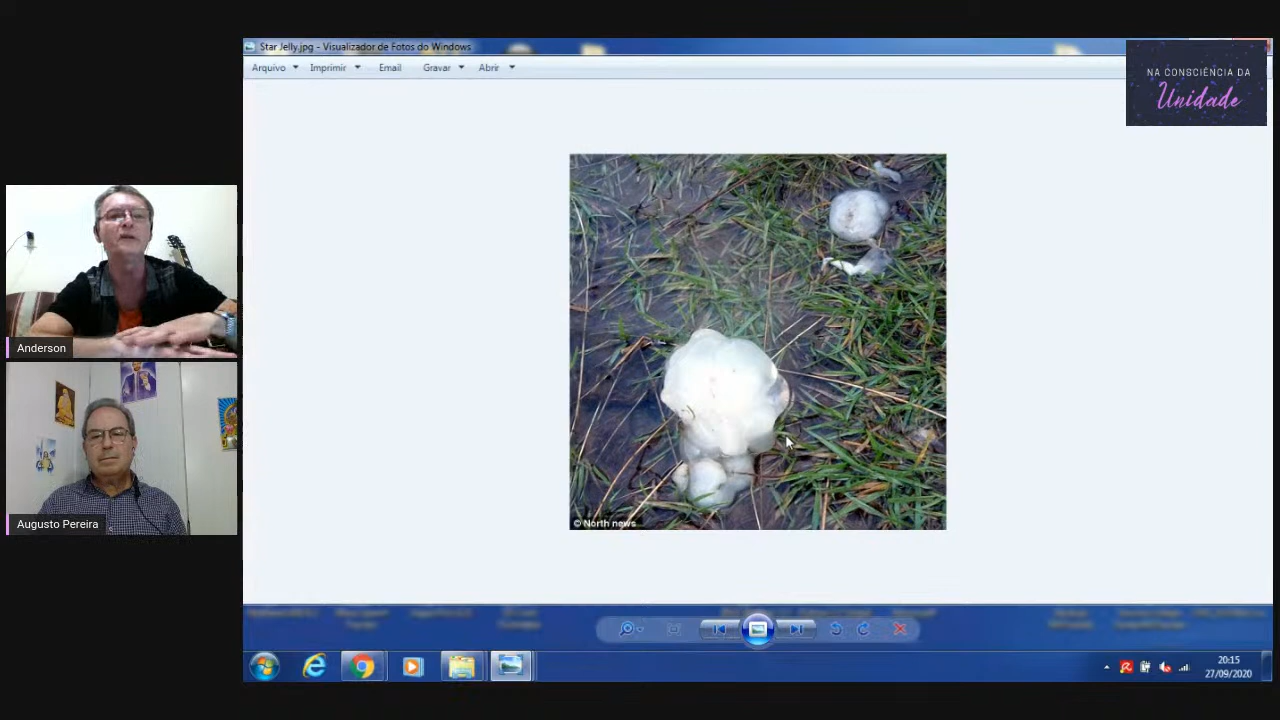 Star Jelly.jpg - Visualizador de Fotos do Windows
Arquivo Imprimir Email Gravar Abrir
NA CONSCIÊNCIA DA
Unidade
Anderson
Augusto Pereira
© North news
20:15
27/09/2020